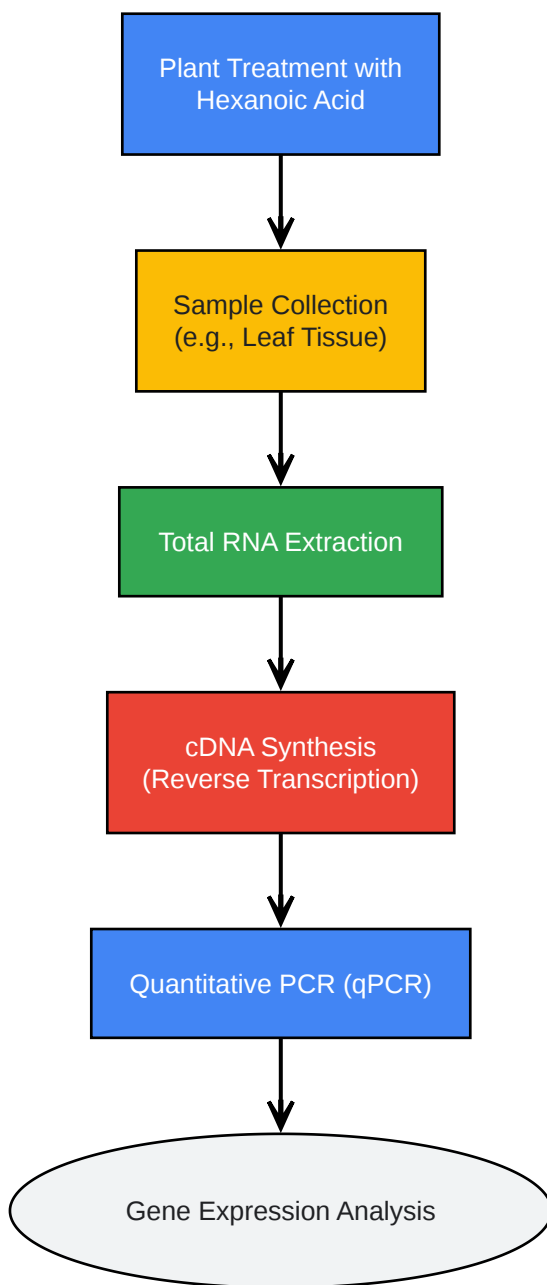 Plant Treatment with
Hexanoic Acid
Sample Collection
(e.g., Leaf Tissue)
Total RNA Extraction
cDNA Synthesis
(Reverse Transcription)
Quantitative PCR (qPCR)
Gene Expression Analysis